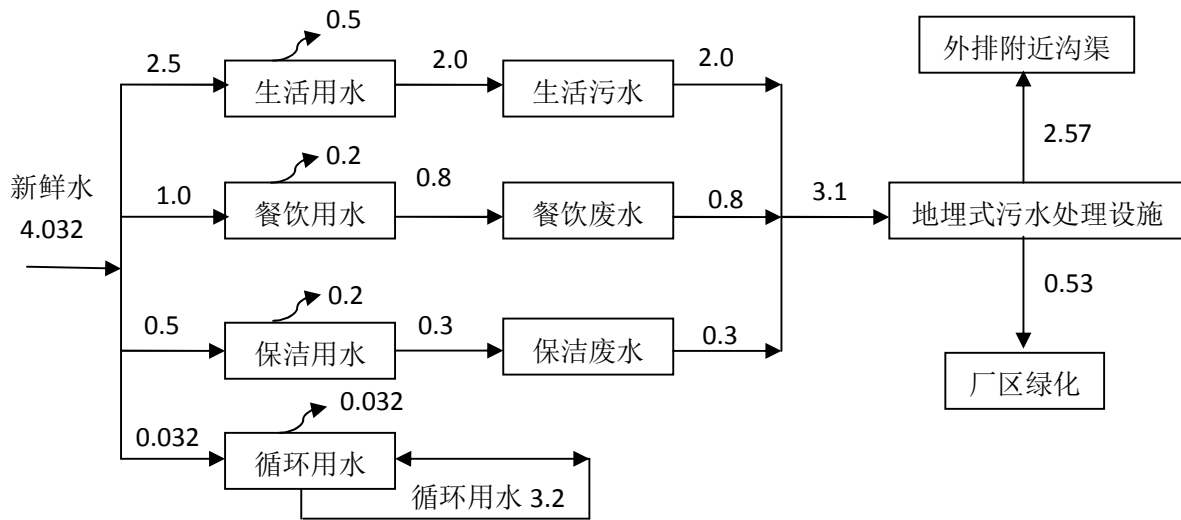 0.5
外排附近沟渠
2.5
生活用水
2.0
生活污水
2.0
2.57
0.2
新鲜水
4.032
1.0
餐饮用水
0.8
餐饮废水
0.8
3.1
地埋式污水处理设施
0.53
0.2
0.5
保洁用水
0.3
保洁废水
0.3
厂区绿化
0.032
0.032
循环用水
循环用水 3.2